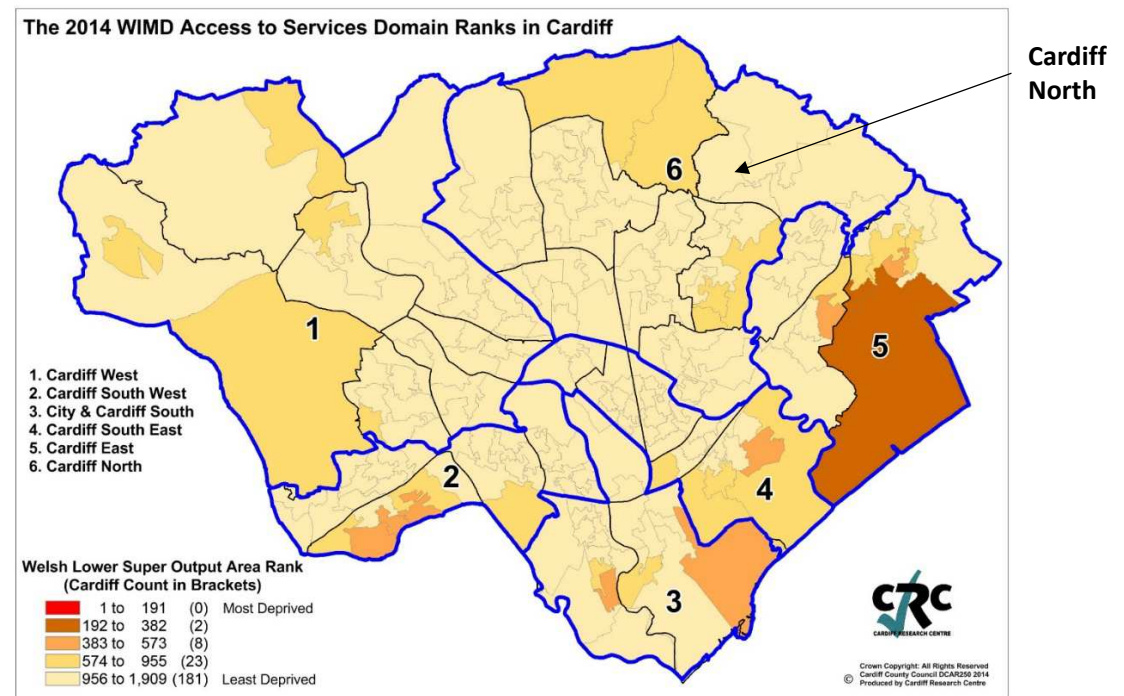 The 2014 WIMD Access to Services Domain Ranks in Cardiff
Cardiff
North
6
1
5
1. Cardiff West
2. Cardiff South West
3. City & Cardiff South
4. Cardiff South East
5. Cardiff East
6. Cardiff North
2
4
3
Welsh Lower Super Output Area Rank
(Cardiff Count in Brackets)
1 to 191 (0) Most Deprived
192 to 382 (2)
383 to 573 (8)
574 to 955 (23)
956 to 1,909 (181) Least Deprived
CRC
CARDIFF RESEARCH CENTRE
Crown Copyright: All Rights Reserved
Cardiff County Council DCAR250 2014
© Produced by Cardiff Research Centre